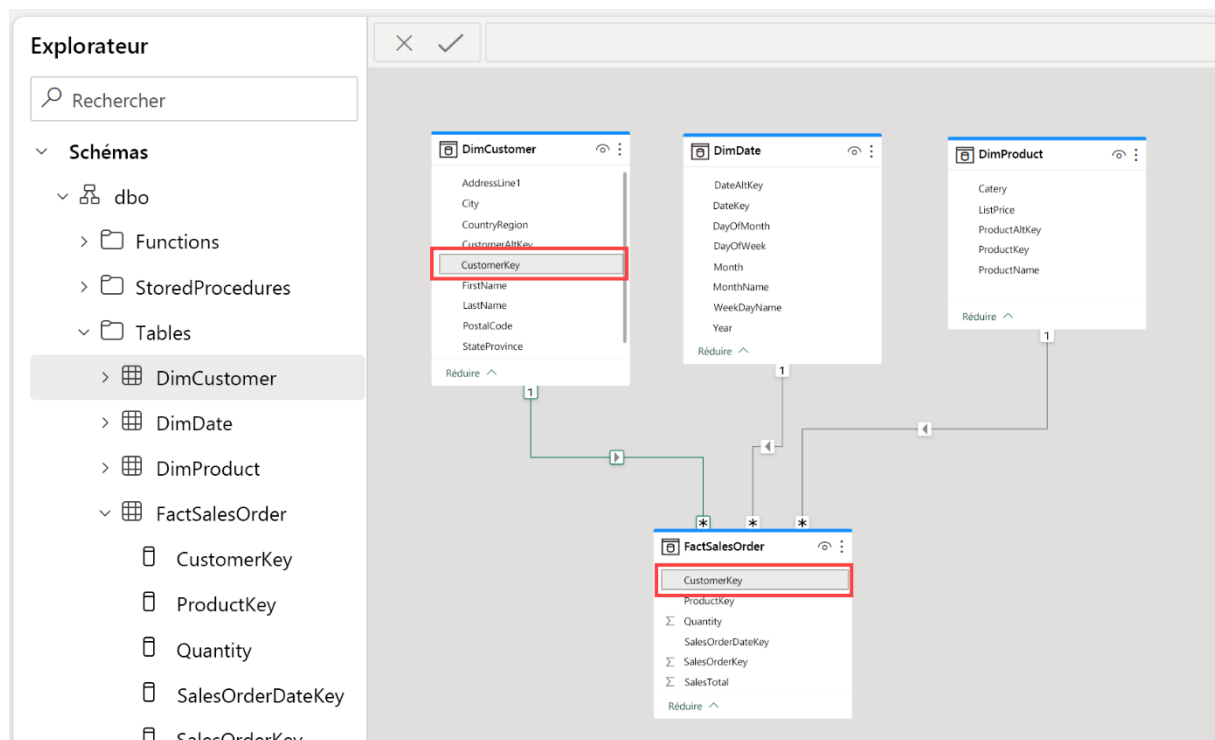 Explorateur
Rechercher
Schémas
dbo
Functions
StoredProcedures
Tables
DimCustomer
DimDate
DimProduct
FactSalesOrder
CustomerKey
ProductKey
Quantity
SalesOrderDateKey
SalesOrderKey
DimCustomer
AddressLine1
City
CountryRegion
CustomerAltKey
CustomerKey
FirstName
LastName
PostalCode
StateProvince
Réduire
1
DimDate
DateAltKey
DateKey
DayOfMonth
DayOfWeek
Month
MonthName
WeekDayName
Year
Réduire
1
DimProduct
Catery
ListPrice
ProductAltKey
ProductKey
ProductName
Réduire
1
* * *
FactSalesOrder
CustomerKey
ProductKey
Σ Quantity
SalesOrderDateKey
Σ SalesOrderKey
Σ SalesTotal
Réduire